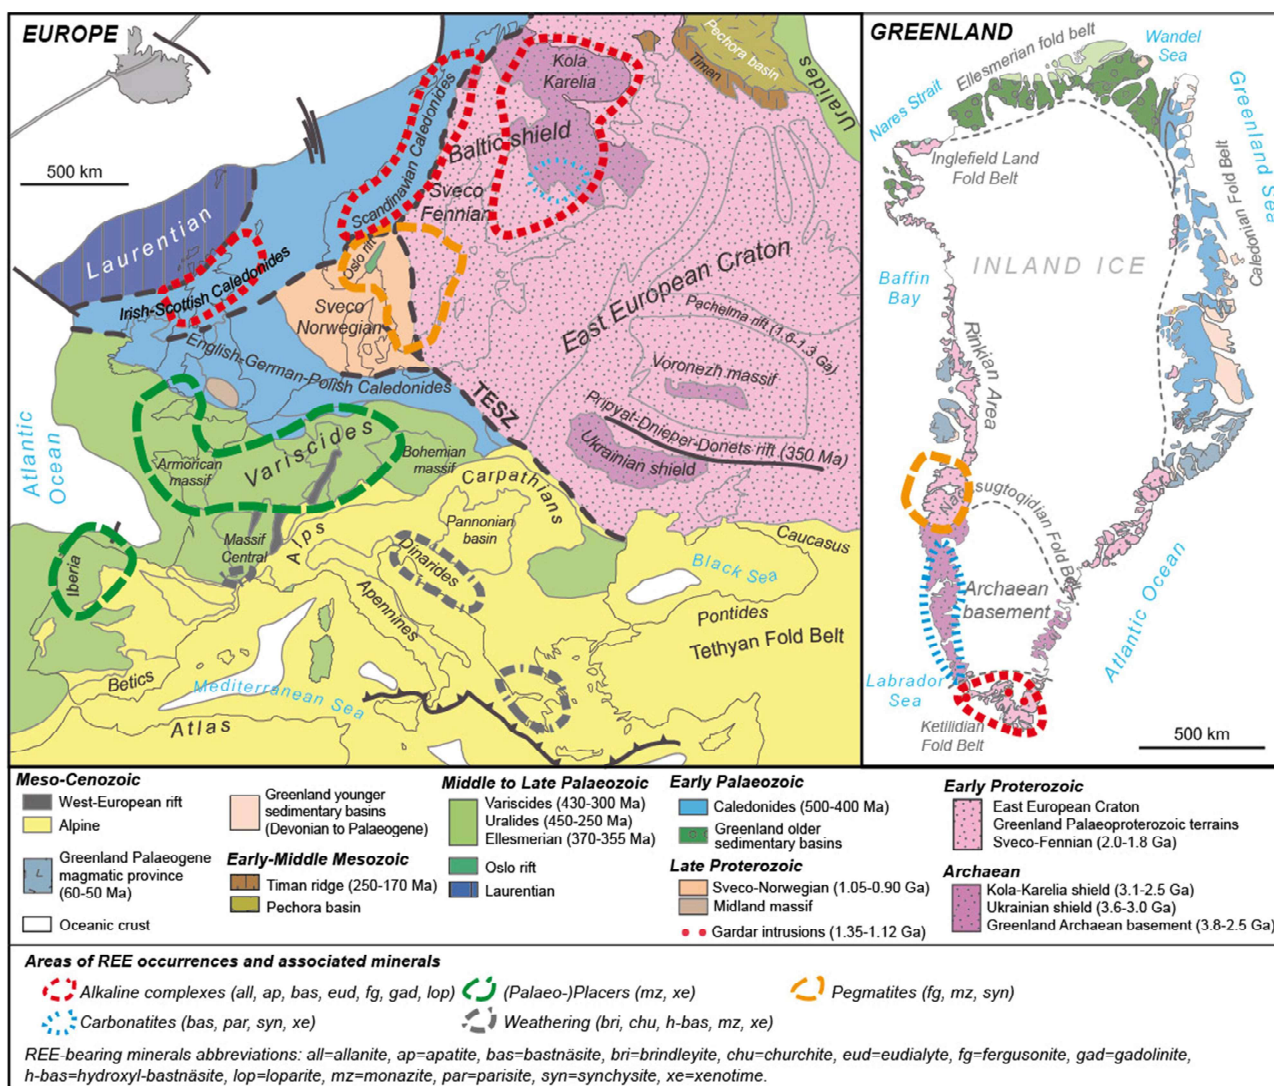 EUROPE
500 km
Laurentian
Irish-Scottish Caledonides
Scandinavian Caledonides
English-German-Polish Caledonides
Kola
Karelia
Baltic shield
Sveco
Fennian
Oslo rift
Sveco
Norwegian
Timan
Pechora basin
Uralides
East European Craton
Pachelma rift (1.6-1.3 Ga)
Voronezh massif
Pripyat-Dnieper-Donets rift (350 Ma)
Ukrainian shield
TESZ
Atlantic
Ocean
Armorican
massif
Variscides
Bohemian
massif
Massif
Central
Iberia
Alps
Carpathians
Pannonian
basin
Dinarides
Apennines
Black Sea
Caucasus
Pontides
Tethyan Fold Belt
Betics
Mediterranean Sea
Atlas
GREENLAND
Ellesmerian fold belt
Wandel
Sea
Nares Strait
Greenland Sea
Inglefield Land
Fold Belt
Caledonian Fold Belt
Baffin
Bay
INLAND ICE
Rinkian Area
Nagssugtoqidian Fold Belt
Archaean
basement
Atlantic Ocean
Labrador
Sea
Ketilidian
Fold Belt
500 km
Meso-Cenozoic
West-European rift
Alpine
Greenland Palaeogene
magmatic province
(60-50 Ma)
Oceanic crust
Greenland younger
sedimentary basins
(Devonian to Palaeogene)
Early-Middle Mesozoic
Timan ridge (250-170 Ma)
Pechora basin
Middle to Late Palaeozoic
Variscides (430-300 Ma)
Uralides (450-250 Ma)
Ellesmerian (370-355 Ma)
Oslo rift
Laurentian
Early Palaeozoic
Caledonides (500-400 Ma)
Greenland older
sedimentary basins
Late Proterozoic
Sveco-Norwegian (1.05-0.90 Ga)
Midland massif
Gardar intrusions (1.35-1.12 Ga)
Early Proterozoic
East European Craton
Greenland Palaeoproterozoic terrains
Sveco-Fennian (2.0-1.8 Ga)
Archaean
Kola-Karelia shield (3.1-2.5 Ga)
Ukrainian shield (3.6-3.0 Ga)
Greenland Archaean basement (3.8-2.5 Ga)
Areas of REE occurrences and associated minerals
Alkaline complexes (all, ap, bas, eud, fg, gad, lop)
(Palaeo-)Placers (mz, xe)
Pegmatites (fg, mz, syn)
Carbonatites (bas, par, syn, xe)
Weathering (bri, chu, h-bas, mz, xe)
REE-bearing minerals abbreviations: all=allanite, ap=apatite, bas=bastnäsite, bri=brindleyite, chu=churchite, eud=eudialyte, fg=fergusonite, gad=gadolinite,
h-bas=hydroxyl-bastnäsite, lop=loparite, mz=monazite, par=parisite, syn=synchysite, xe=xenotime.